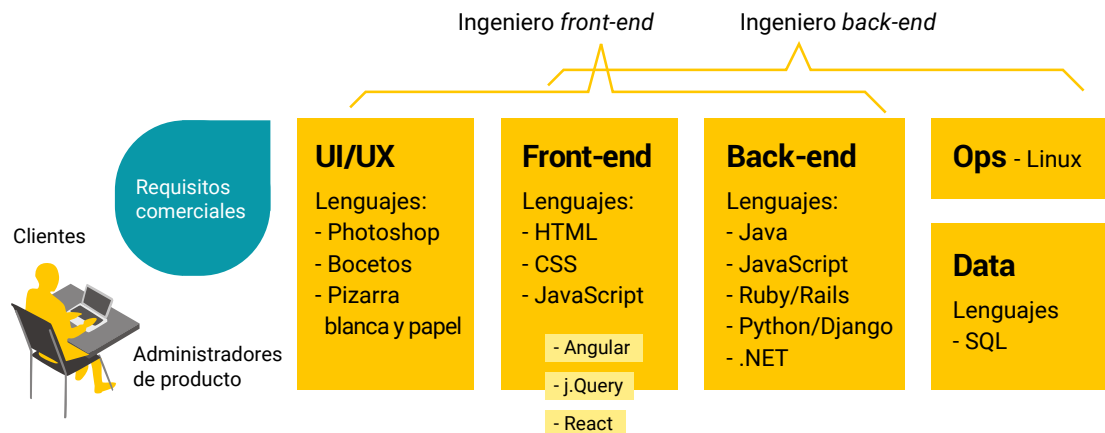 Ingeniero front-end
Ingeniero back-end
Requisitos
comerciales
Clientes
Administradores
de producto
UI/UX
Lenguajes:
- Photoshop
- Bocetos
- Pizarra
blanca y papel
Front-end
Lenguajes:
- HTML
- CSS
- JavaScript
- Angular
- j.Query
- React
Back-end
Lenguajes:
- Java
- JavaScript
- Ruby/Rails
- Python/Django
- .NET
Ops - Linux
Data
Lenguajes
- SQL